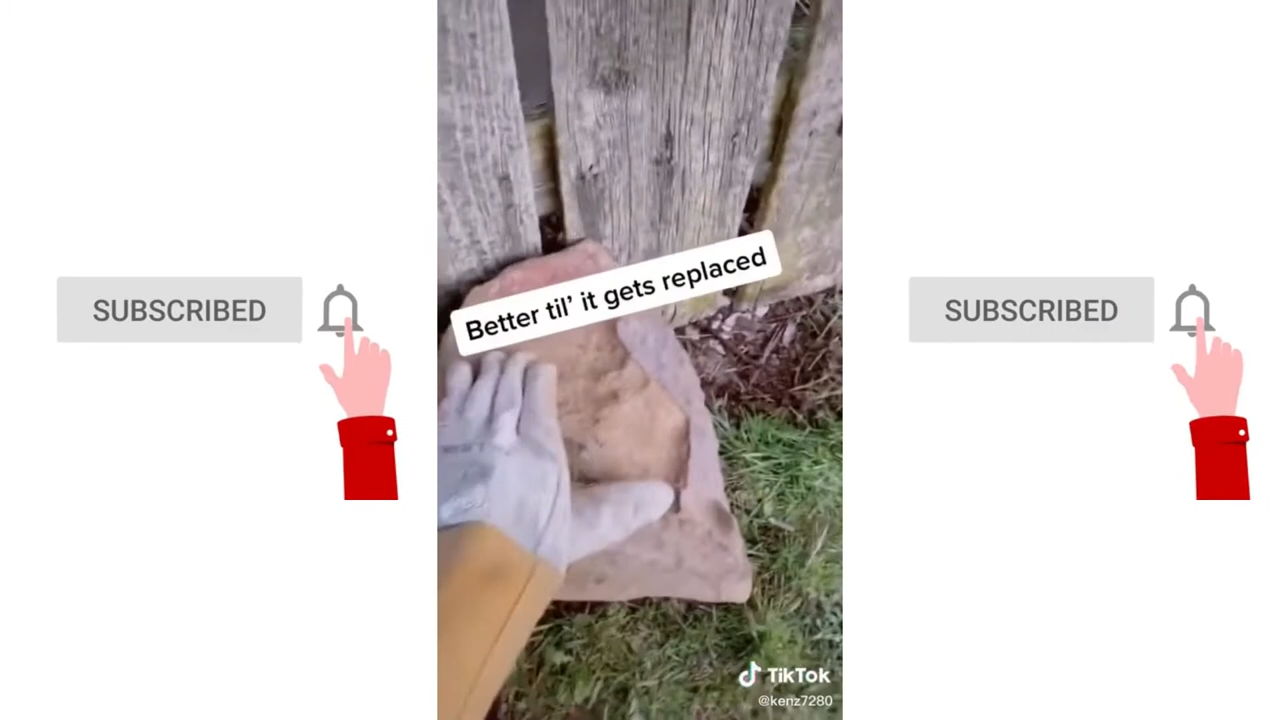 SUBSCRIBED
Better til' it gets replaced
SUBSCRIBED
TikTok
@kenz7280